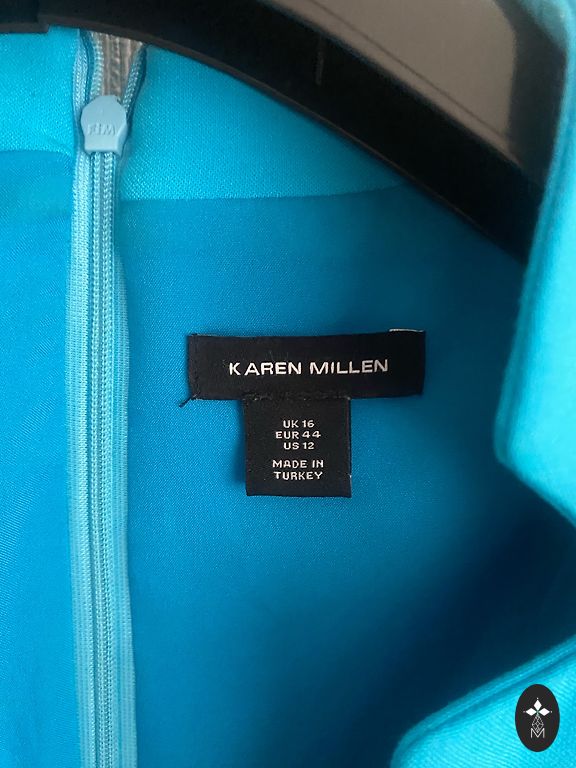 KAREN MILLEN
UK 16
EUR 44
US 12
MADE IN
TURKEY
M